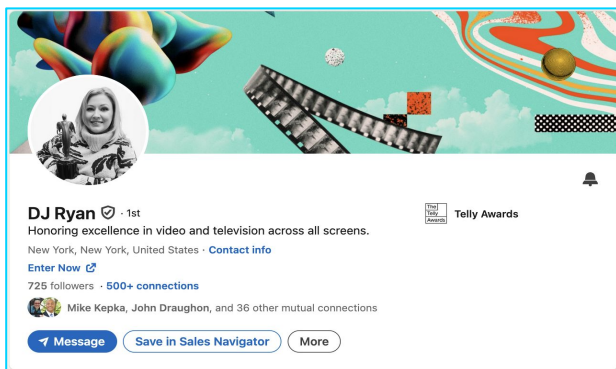 DJ Ryan · 1st
The Telly Awards
Telly Awards
Honoring excellence in video and television across all screens.
New York, New York, United States · Contact info
Enter Now
725 followers · 500+ connections
Mike Kepka, John Draughon, and 36 other mutual connections
Message
Save in Sales Navigator
More